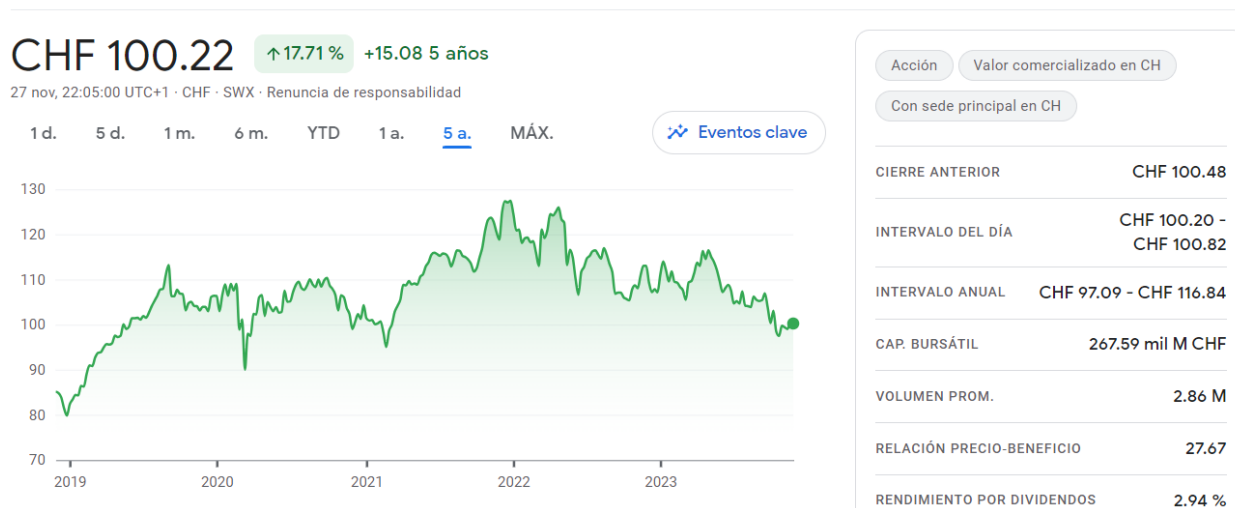 CHF 100.22 ↑17.71 % +15.08 5 años
27 nov, 22:05:00 UTC+1 · CHF · SWX · Renuncia de responsabilidad
1 d. 5 d. 1 m. 6 m. YTD 1 a. 5 a. MÁX. Eventos clave
130
120
110
100
90
80
70
2019 2020 2021 2022 2023
Acción Valor comercializado en CH
Con sede principal en CH
CIERRE ANTERIOR CHF 100.48
INTERVALO DEL DÍA CHF 100.20 -
CHF 100.82
INTERVALO ANUAL CHF 97.09 - CHF 116.84
CAP. BURSÁTIL 267.59 mil M CHF
VOLUMEN PROM. 2.86 M
RELACIÓN PRECIO-BENEFICIO 27.67
RENDIMIENTO POR DIVIDENDOS 2.94 %